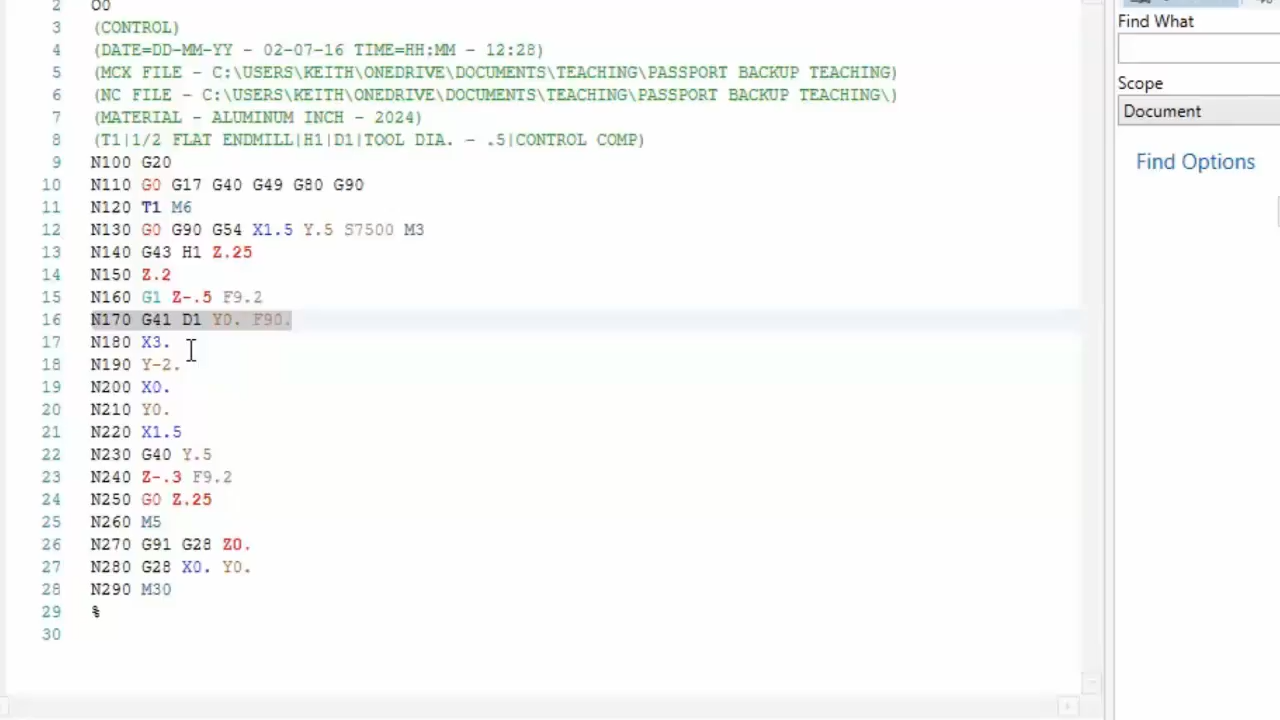 2 O0
3 (CONTROL)
4 (DATE=DD-MM-YY - 02-07-16 TIME=HH:MM - 12:28)
5 (MCX FILE - C:\USERS\KEITH\ONEDRIVE\DOCUMENTS\TEACHING\PASSPORT BACKUP TEACHING)
6 (NC FILE - C:\USERS\KEITH\ONEDRIVE\DOCUMENTS\TEACHING\PASSPORT BACKUP TEACHING\)
7 (MATERIAL - ALUMINUM INCH - 2024)
8 (T1|1/2 FLAT ENDMILL|H1|D1|TOOL DIA. - .5|CONTROL COMP)
9 N100 G20
10 N110 G0 G17 G40 G49 G80 G90
11 N120 T1 M6
12 N130 G0 G90 G54 X1.5 Y.5 S7500 M3
13 N140 G43 H1 Z.25
14 N150 Z.2
15 N160 G1 Z-.5 F9.2
16 N170 G41 D1 Y0. F90.
17 N180 X3.
18 N190 Y-2.
19 N200 X0.
20 N210 Y0.
21 N220 X1.5
22 N230 G40 Y.5
23 N240 Z-.3 F9.2
24 N250 G0 Z.25
25 N260 M5
26 N270 G91 G28 Z0.
27 N280 G28 X0. Y0.
28 N290 M30
29 %
30
Find What
Scope
Document
Find Options